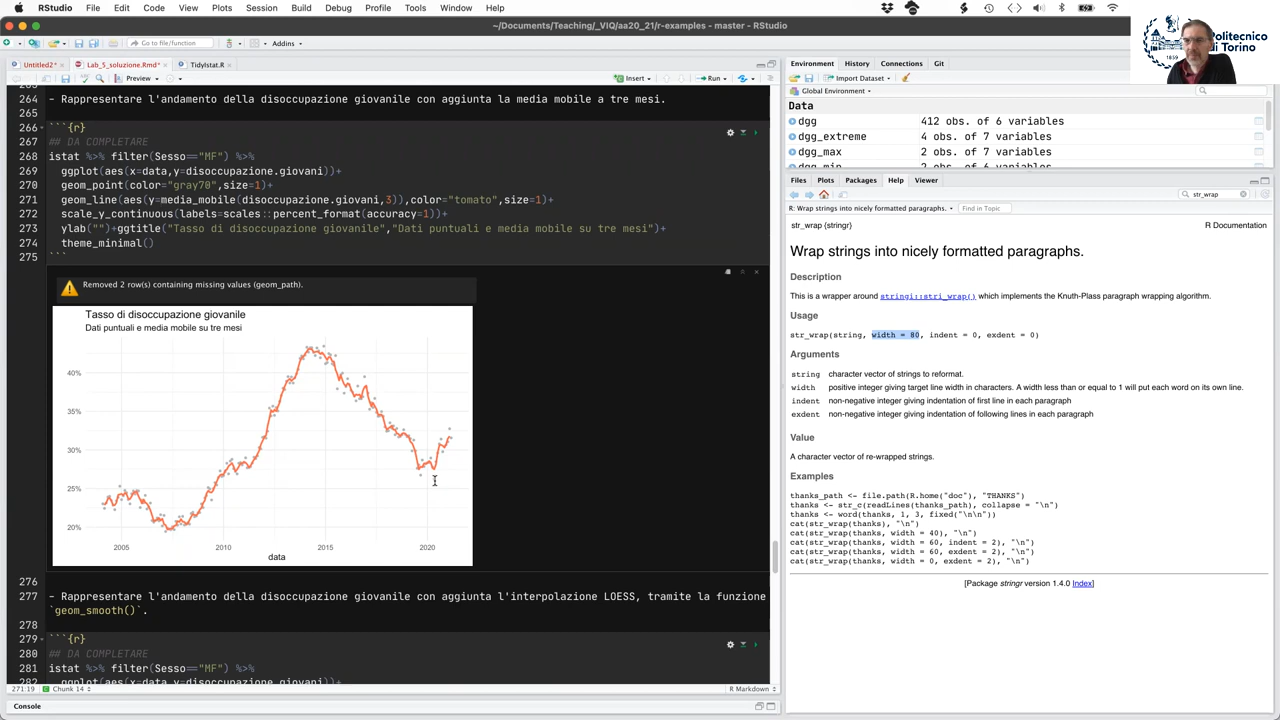 RStudio File Edit Code View Plots Session Build Debug Profile Tools Window Help
~/Documents/Teaching/_VIQ/aa20_21/r-examples - master - RStudio
Go to file/function Addins
Politecnico
di Torino
1859
Untitled2* Lab_5_soluzione.Rmd* TidyIstat.R
Preview Insert Run
264 - Rappresentare l'andamento della disoccupazione giovanile con aggiunta la media mobile a tre mesi.
265
266 ```{r}
267 ## DA COMPLETARE
268 istat %>% filter(Sesso=="MF") %>%
269 ggplot(aes(x=data,y=disoccupazione.giovani))+
270 geom_point(color="gray70",size=1)+
271 geom_line(aes(y=media_mobile(disoccupazione.giovani,3)),color="tomato",size=1)+
272 scale_y_continuous(labels=scales::percent_format(accuracy=1))+
273 ylab("")+ggtitle("Tasso di disoccupazione giovanile","Dati puntuali e media mobile su tre mesi")+
274 theme_minimal()
275 ```
Removed 2 row(s) containing missing values (geom_path).
Tasso di disoccupazione giovanile
Dati puntuali e media mobile su tre mesi
40%
35%
30%
25%
20%
2005 2010 2015 2020
data
276
277 - Rappresentare l'andamento della disoccupazione giovanile con aggiunta l'interpolazione LOESS, tramite la funzione
`geom_smooth()`.
278
279 ```{r}
280 ## DA COMPLETARE
281 istat %>% filter(Sesso=="MF") %>%
282 ggplot(aes(x=data,y=disoccupazione.giovani))+
271:19 Chunk 14 R Markdown
Console
Environment History Connections Git
Import Dataset
Global Environment
Data
dgg 412 obs. of 6 variables
dgg_extreme 4 obs. of 7 variables
dgg_max 2 obs. of 7 variables
dgg_min 2 obs. of 6 variables
Files Plots Packages Help Viewer
str_wrap
R: Wrap strings into nicely formatted paragraphs. Find in Topic
str_wrap {stringr} R Documentation
Wrap strings into nicely formatted paragraphs.
Description
This is a wrapper around stringi::stri_wrap() which implements the Knuth-Plass paragraph wrapping algorithm.
Usage
str_wrap(string, width = 80, indent = 0, exdent = 0)
Arguments
string character vector of strings to reformat.
width positive integer giving target line width in characters. A width less than or equal to 1 will put each word on its own line.
indent non-negative integer giving indentation of first line in each paragraph
exdent non-negative integer giving indentation of following lines in each paragraph
Value
A character vector of re-wrapped strings.
Examples
thanks_path <- file.path(R.home("doc"), "THANKS")
thanks <- str_c(readLines(thanks_path), collapse = "\n")
thanks <- word(thanks, 1, 3, fixed("\n\n"))
cat(str_wrap(thanks), "\n")
cat(str_wrap(thanks, width = 40), "\n")
cat(str_wrap(thanks, width = 60, indent = 2), "\n")
cat(str_wrap(thanks, width = 60, exdent = 2), "\n")
cat(str_wrap(thanks, width = 0, exdent = 2), "\n")
[Package stringr version 1.4.0 Index]